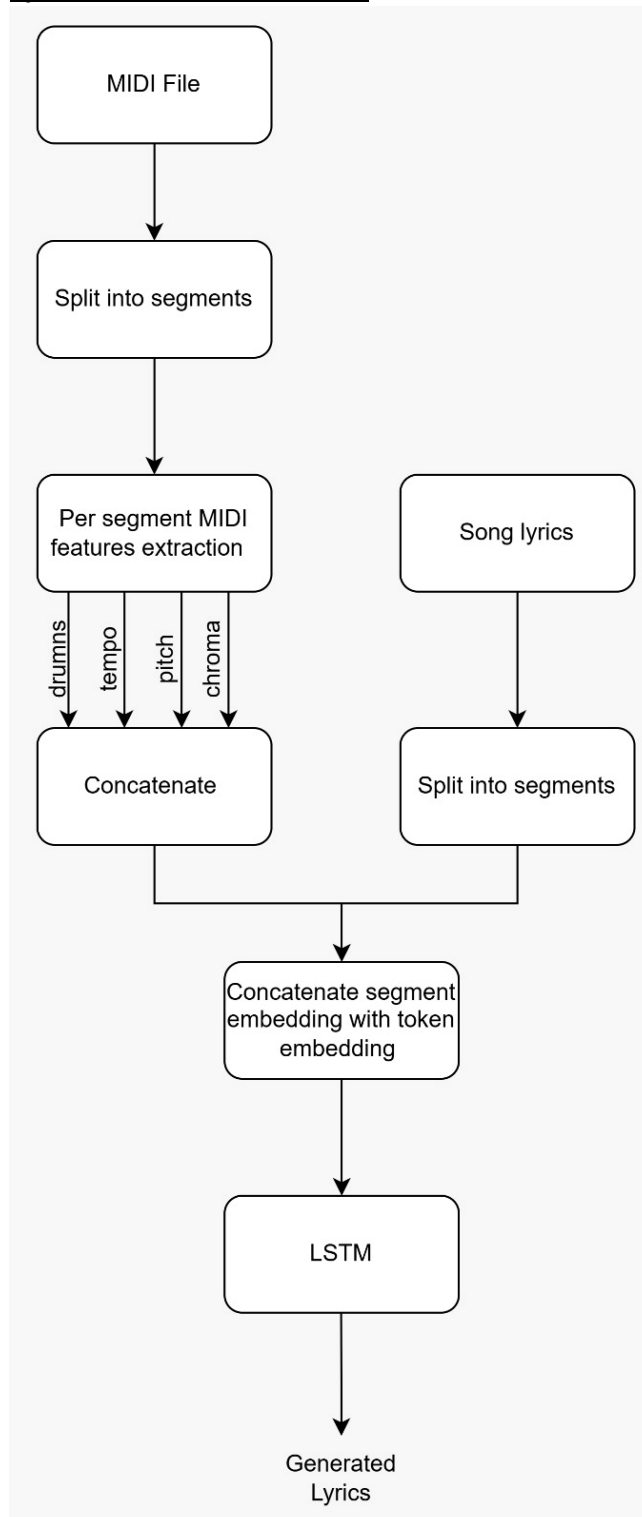 MIDI File
Split into segments
Per segment MIDI
features extraction
Song lyrics
drumns
tempo
pitch
chroma
Concatenate
Split into segments
Concatenate segment
embedding with token
embedding
LSTM
Generated
Lyrics